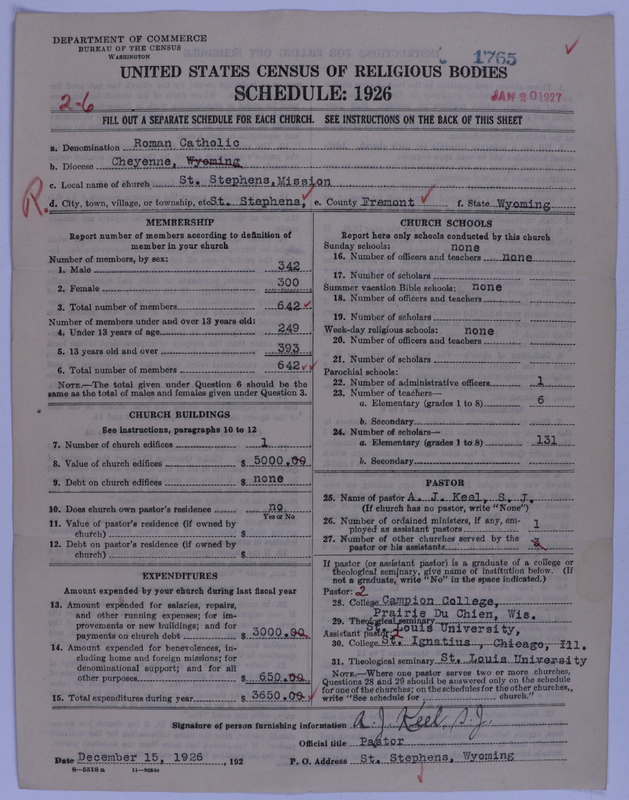 DEPARTMENT OF COMMERCE
BUREAU OF THE CENSUS
WASHINGTON
1765
UNITED STATES CENSUS OF RELIGIOUS BODIES
SCHEDULE: 1926
JAN 20 1927
2-6
FILL OUT A SEPARATE SCHEDULE FOR EACH CHURCH. SEE INSTRUCTIONS ON THE BACK OF THIS SHEET
a. Denomination Roman Catholic
b. Diocese Cheyenne, Wyoming
c. Local name of church St. Stephens, Mission
R. d. City, town, village, or township, etc St. Stephens, e. County Fremont f. State Wyoming
MEMBERSHIP
Report number of members according to definition of
member in your church
Number of members, by sex:
1. Male 342
2. Female 300
3. Total number of members 642
Number of members under and over 13 years old:
4. Under 13 years of age 249
5. 13 years old and over 393
6. Total number of members 642
NOTE.—The total given under Question 6 should be the
same as the total of males and females given under Question 3.
CHURCH BUILDINGS
See instructions, paragraphs 10 to 12
7. Number of church edifices 1
8. Value of church edifices $ 5000.00
9. Debt on church edifices $ none
10. Does church own pastor's residence no
Yes or No
11. Value of pastor's residence (if owned by
church) $
12. Debt on pastor's residence (if owned by
church) $
EXPENDITURES
Amount expended by your church during last fiscal year
13. Amount expended for salaries, repairs,
and other running expenses; for im-
provements or new buildings; and for
payments on church debt $ 3000.00
14. Amount expended for benevolences, in-
cluding home and foreign missions; for
denominational support; and for all
other purposes $ 650.00
15. Total expenditures during year $ 3650.00
CHURCH SCHOOLS
Report here only schools conducted by this church
Sunday schools: none
16. Number of officers and teachers none
17. Number of scholars
Summer vacation Bible schools: none
18. Number of officers and teachers
19. Number of scholars
Week-day religious schools: none
20. Number of officers and teachers
21. Number of scholars
Parochial schools:
22. Number of administrative officers 1
23. Number of teachers—
a. Elementary (grades 1 to 8) 6
b. Secondary
24. Number of scholars—
a. Elementary (grades 1 to 8) 131
b. Secondary
PASTOR
25. Name of pastor A. J. Keel, S. J.
(If church has no pastor, write "None")
26. Number of ordained ministers, if any, em-
ployed as assistant pastors 1
27. Number of other churches served by the
pastor or his assistants
If pastor (or assistant pastor) is a graduate of a college or
theological seminary, give name of institution below. (If
not a graduate, write "No" in the space indicated.)
Pastor: 2
28. College Campion College,
Prairie Du Chien, Wis.
29. Theological seminary
St. Louis University,
Assistant pastor: 2
30. College St. Ignatius, Chicago, Ill.
31. Theological seminary St. Louis University
NOTE.—Where one pastor serves two or more churches,
Questions 28 and 29 should be answered only on the schedule
for one of the churches; on the schedules for the other churches,
write "See schedule for church."
Signature of person furnishing information A. J. Keel, S. J.
Official title Pastor
Date December 15, 1926, 192 P. O. Address St. Stephens, Wyoming
8—5318 a